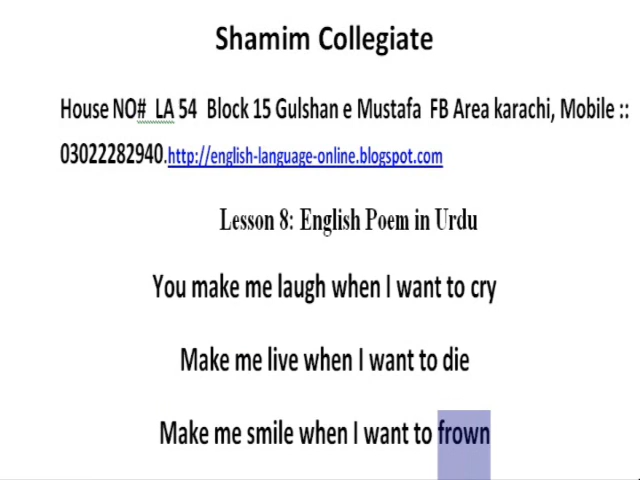 Shamim Collegiate
House NO# LA 54 Block 15 Gulshan e Mustafa FB Area karachi, Mobile ::
03022282940.http://english-language-online.blogspot.com
Lesson 8: English Poem in Urdu
You make me laugh when I want to cry
Make me live when I want to die
Make me smile when I want to frown